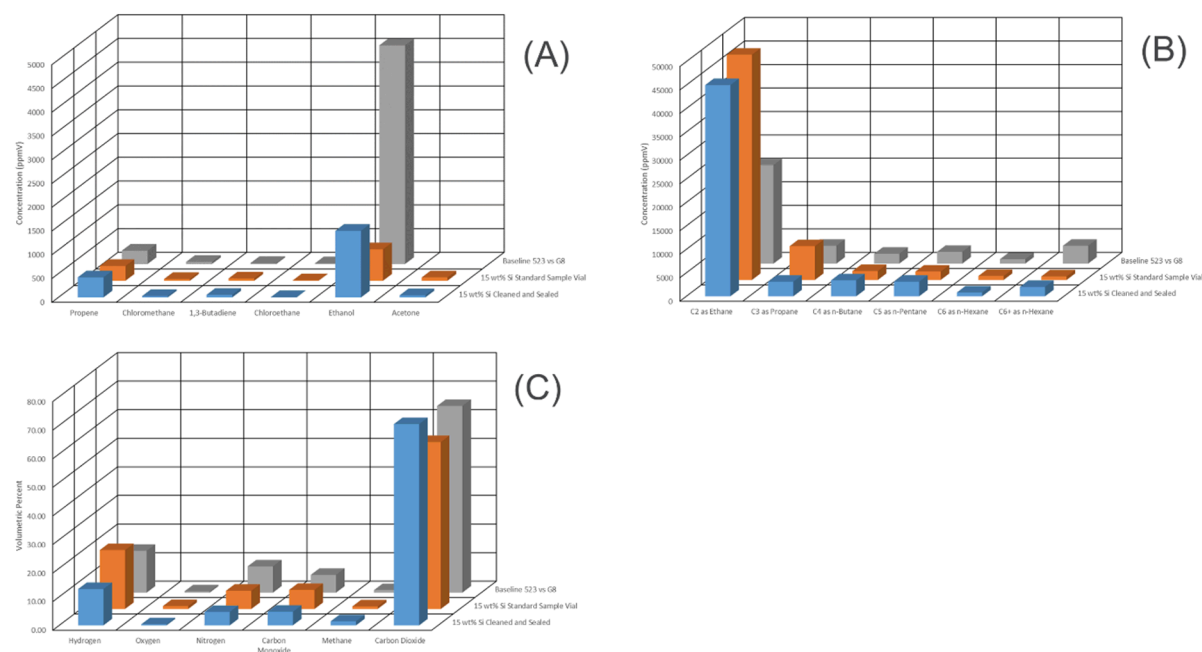 (A)
Concentration (ppmV)
5000
4500
4000
3500
3000
2500
2000
1500
1000
500
0
Propene
Chloromethane
1,3-Butadiene
Chloroethane
Ethanol
Acetone
Baseline 523 vs G8
15 wt% Si Standard Sample Vial
15 wt% Si Cleaned and Sealed
(B)
Concentration (ppmV)
50000
45000
40000
35000
30000
25000
20000
15000
10000
5000
0
C2 as Ethane
C3 as Propane
C4 as n-Butane
C5 as n-Pentane
C6 as n-Hexane
C6+ as n-Hexane
Baseline 523 vs G8
15 wt% Si Standard Sample Vial
15 wt% Si Cleaned and Sealed
(C)
Volumetric Percent
80.00
70.00
60.00
50.00
40.00
30.00
20.00
10.00
0.00
Hydrogen
Oxygen
Nitrogen
Carbon
Monoxide
Methane
Carbon Dioxide
Baseline 523 vs G8
15 wt% Si Standard Sample Vial
15 wt% Si Cleaned and Sealed